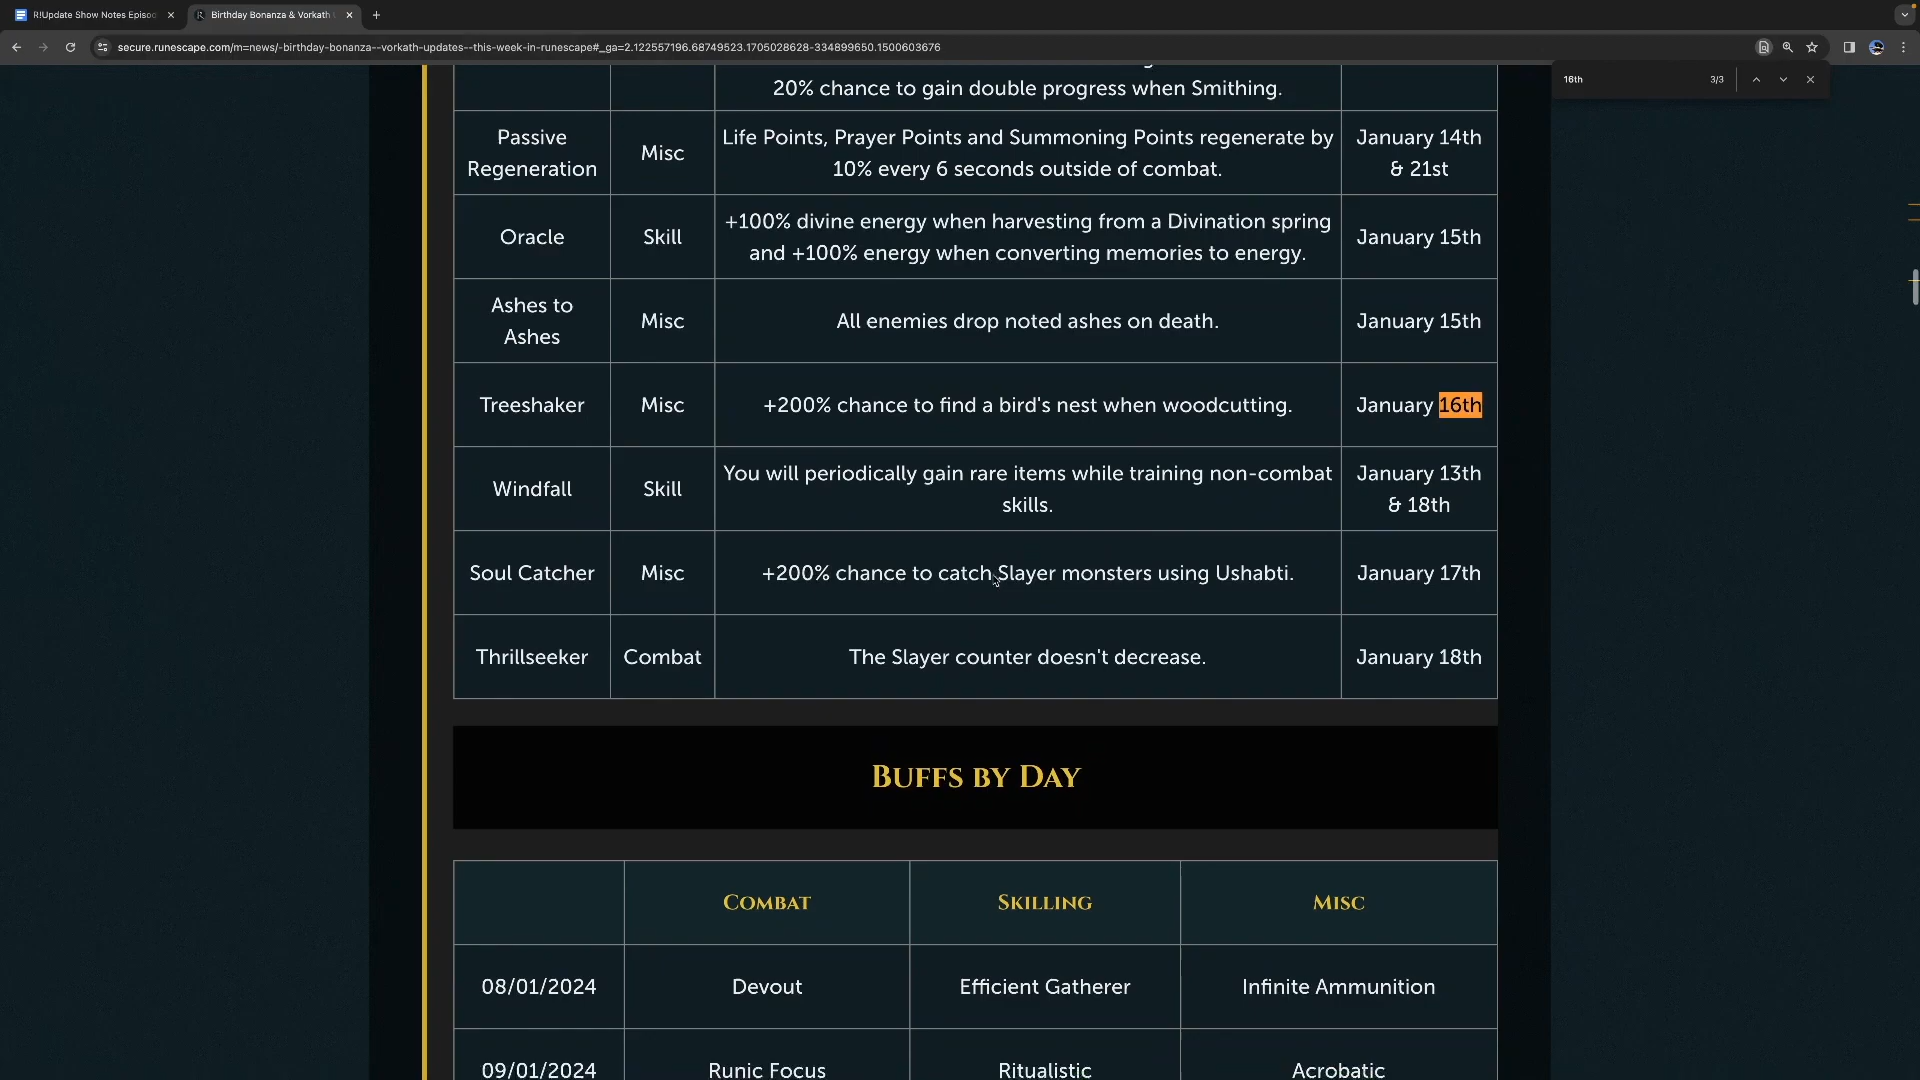 R!Update Show Notes Episo
Birthday Bonanza & Vorkath
secure.runescape.com/m=news/-birthday-bonanza--vorkath-updates--this-week-in-runescape#_ga=2.122557196.68749523.1705028628-334899650.1500603676
16th
3/3
20% chance to gain double progress when Smithing.
Passive
Regeneration
Misc
Life Points, Prayer Points and Summoning Points regenerate by
10% every 6 seconds outside of combat.
January 14th
& 21st
Oracle
Skill
+100% divine energy when harvesting from a Divination spring
and +100% energy when converting memories to energy.
January 15th
Ashes to
Ashes
Misc
All enemies drop noted ashes on death.
January 15th
Treeshaker
Misc
+200% chance to find a bird's nest when woodcutting.
January 16th
Windfall
Skill
You will periodically gain rare items while training non-combat
skills.
January 13th
& 18th
Soul Catcher
Misc
+200% chance to catch Slayer monsters using Ushabti.
January 17th
Thrillseeker
Combat
The Slayer counter doesn't decrease.
January 18th
Buffs by Day
Combat
Skilling
Misc
08/01/2024
Devout
Efficient Gatherer
Infinite Ammunition
09/01/2024
Runic Focus
Ritualistic
Acrobatic